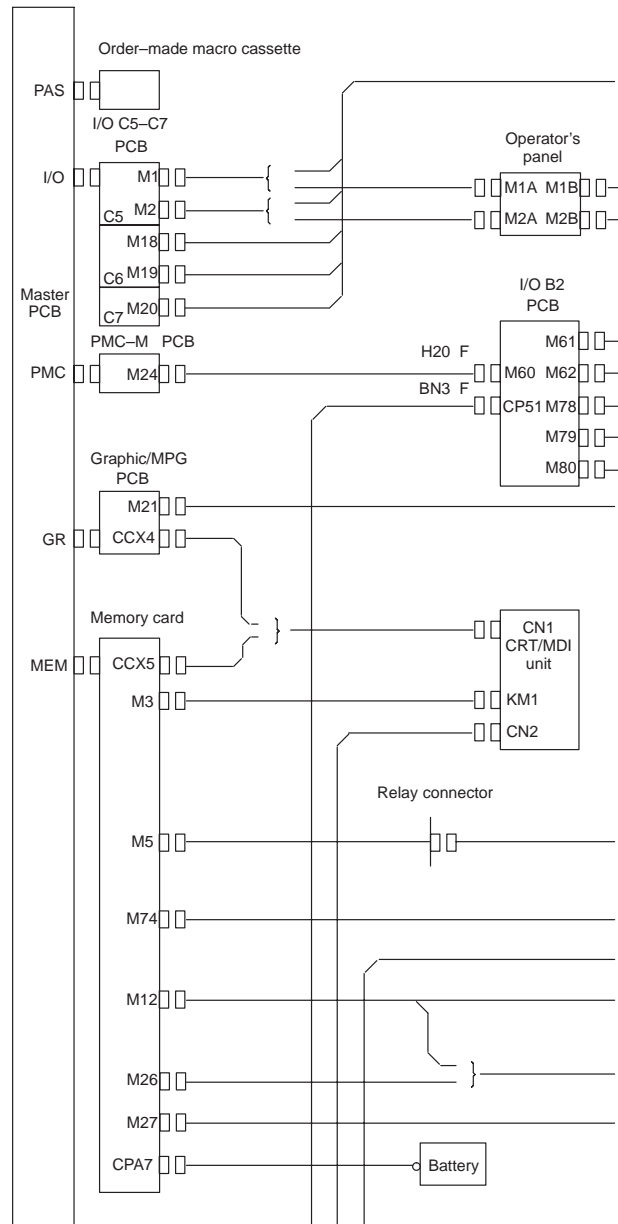 Order–made macro cassette
PAS
I/O C5–C7
PCB
Operator's
panel
I/O
M1
M1A M1B
C5 M2
M2A M2B
M18
C6 M19
I/O B2
PCB
Master
PCB
C7 M20
PMC–M PCB
M61
H20 F
PMC
M24
M60 M62
BN3 F
CP51 M78
M79
Graphic/MPG
PCB
M80
M21
GR
CCX4
Memory card
CN1
CRT/MDI
unit
MEM
CCX5
M3
KM1
CN2
Relay connector
M5
M74
M12
M26
M27
CPA7
Battery